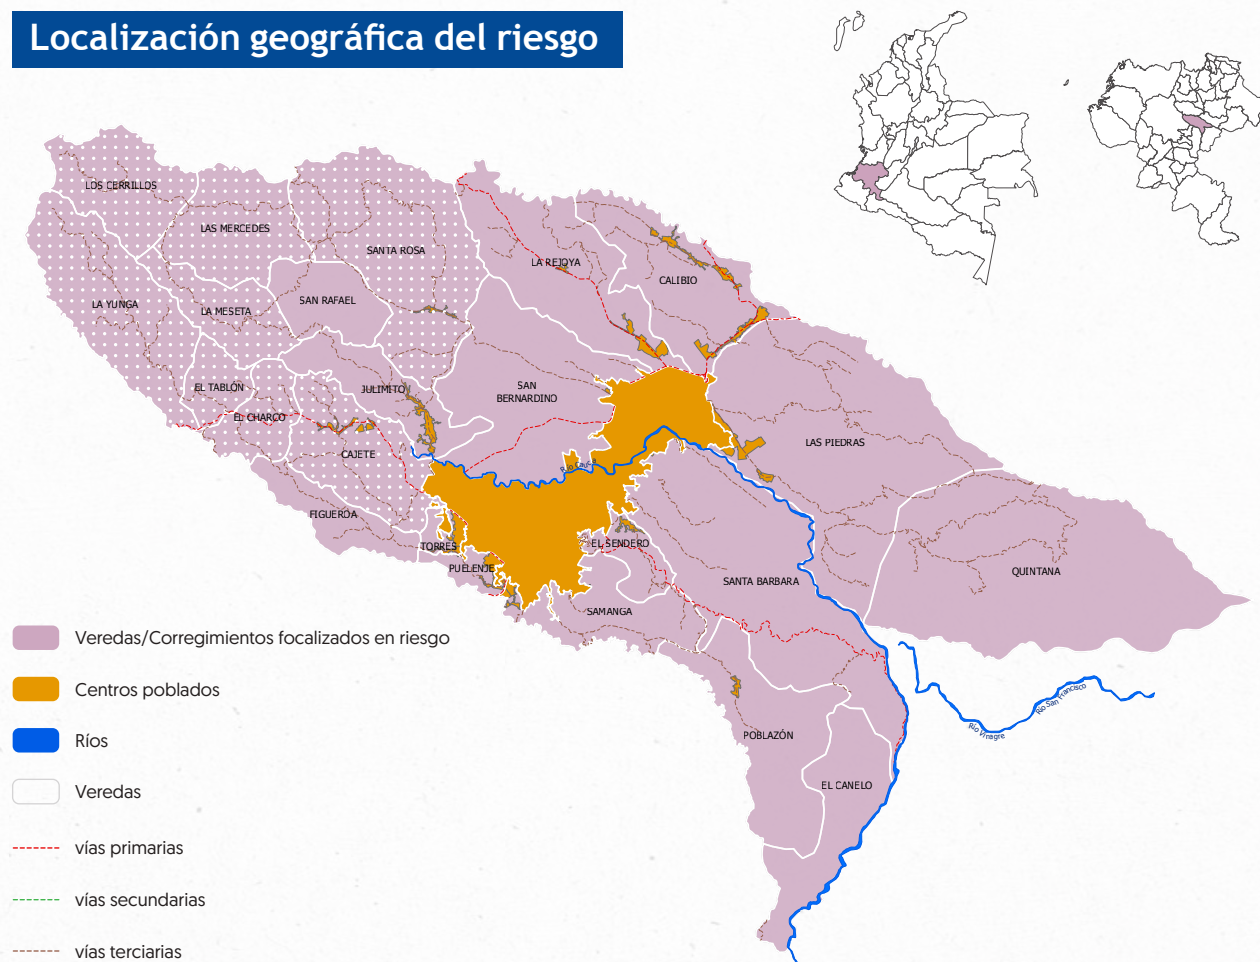 Localización geográfica del riesgo
LOS CERRILLOS
LAS MERCEDES
SANTA ROSA
LA REJOYA
CALIBIO
LA YUNGA
LA MESETA
SAN RAFAEL
EL TABLÓN
JULIMITO
SAN
BERNARDINO
EL CHARCO
CAJETE
LAS PIEDRAS
Río Cauca
FIGUEROA
TORRES
EL SENDERO
PUELENJE
SANTA BARBARA
QUINTANA
SAMANGA
POBLAZÓN
EL CANELO
Río Vinagre
Río San Francisco
Veredas/Corregimientos focalizados en riesgo
Centros poblados
Ríos
Veredas
vías primarias
vías secundarias
vías terciarias